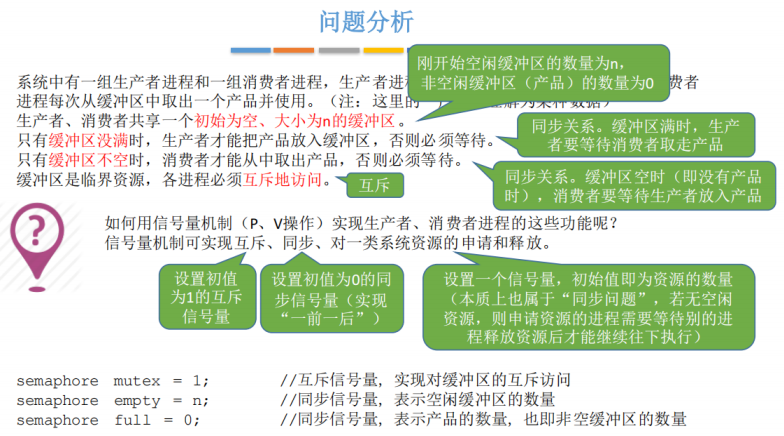 问题分析
刚开始空闲缓冲区的数量为n，
非空闲缓冲区（产品）的数量为0
系统中有一组生产者进程和一组消费者进程，生产者进
费者
进程每次从缓冲区中取出一个产品并使用。（注：这里的
生产者、消费者共享一个初始为空、大小为n的缓冲区。
只有缓冲区没满时，生产者才能把产品放入缓冲区，否则必须等待。
同步关系。缓冲区满时，生产
者要等待消费者取走产品
只有缓冲区不空时，消费者才能从中取出产品，否则必须等待。
缓冲区是临界资源，各进程必须互斥地访问。
互斥
同步关系。缓冲区空时（即没有产品
时），消费者要等待生产者放入产品
?
如何用信号量机制（P、V操作）实现生产者、消费者进程的这些功能呢？
信号量机制可实现互斥、同步、对一类系统资源的申请和释放。
设置初值
为1的互斥
信号量
设置初值为0的同
步信号量（实现
“一前一后”）
设置一个信号量，初始值即为资源的数量
（本质上也属于“同步问题”，若无空闲
资源，则申请资源的进程需要等待别的进
程释放资源后才能继续往下执行）
semaphore mutex = 1; //互斥信号量, 实现对缓冲区的互斥访问
semaphore empty = n; //同步信号量, 表示空闲缓冲区的数量
semaphore full = 0; //同步信号量, 表示产品的数量, 也即非空缓冲区的数量